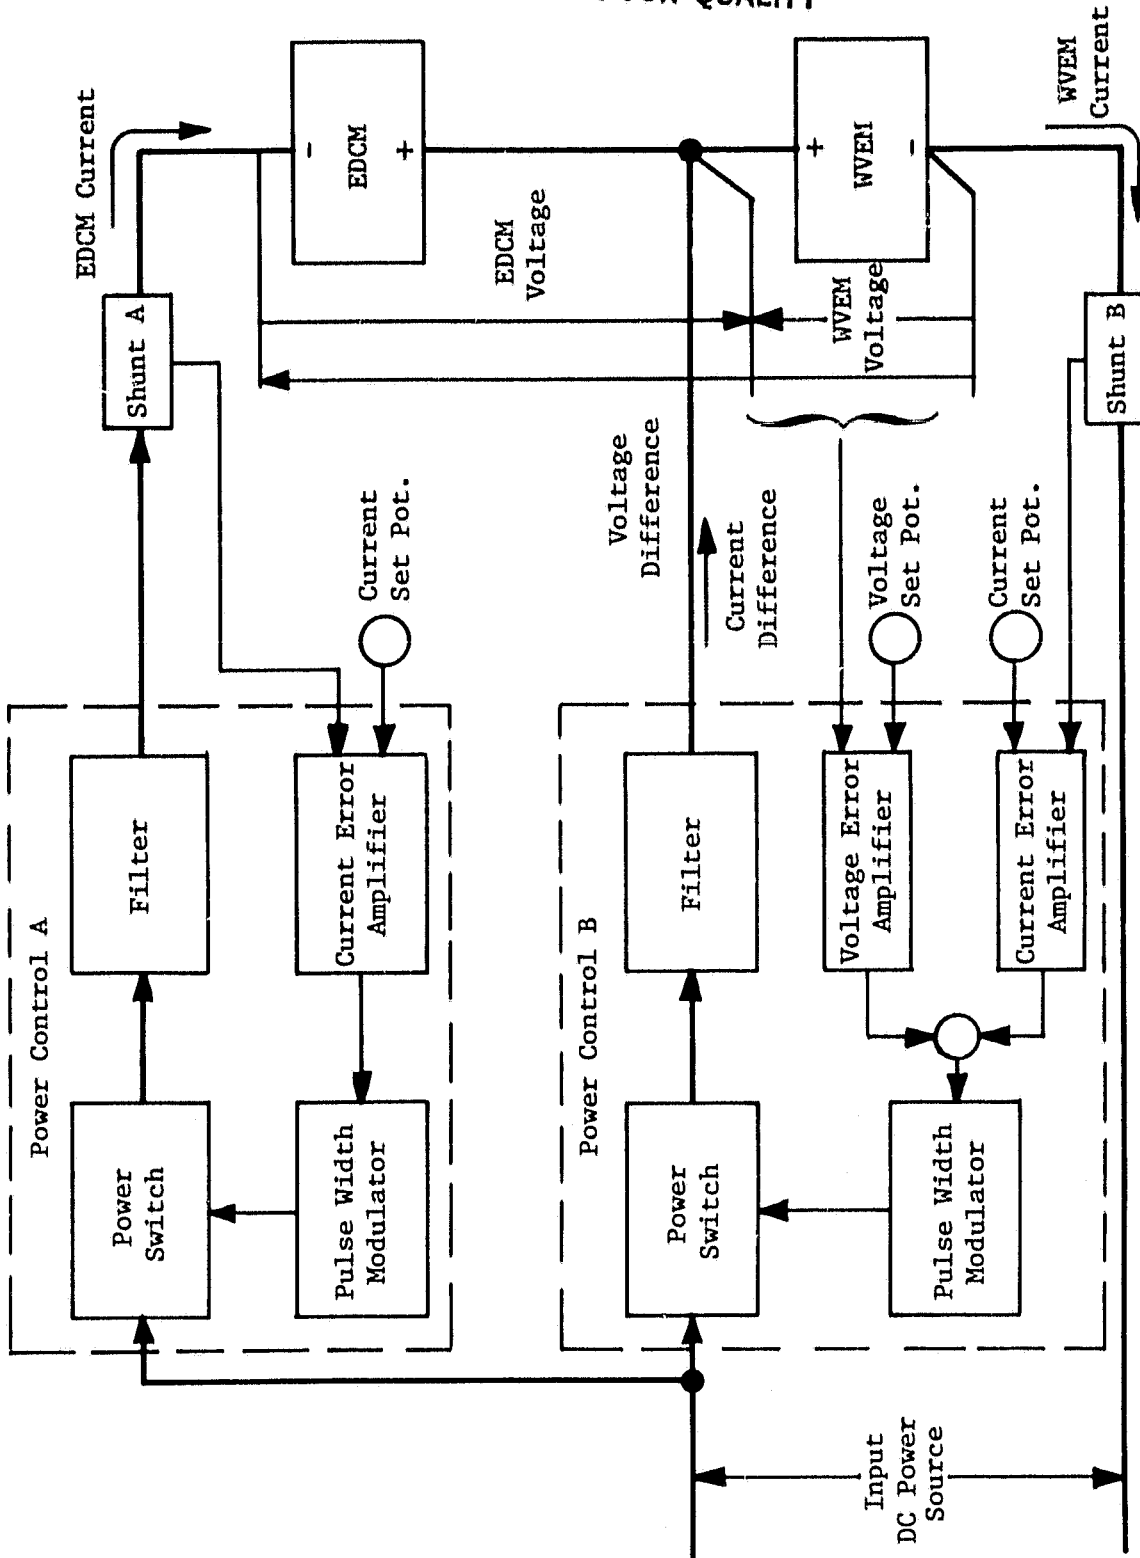 EDCM Current
WVEM
Current
-
EDCM
+
+
WVEM
-
EDCM
Voltage
WVEM
Voltage
Shunt A
Shunt B
Voltage
Difference
Current
Difference
Current
Set Pot.
Voltage
Set Pot.
Current
Set Pot.
Power Control A
Filter
Current Error
Amplifier
Power
Switch
Pulse Width
Modulator
Power Control B
Filter
Voltage Error
Amplifier
Current Error
Amplifier
Power
Switch
Pulse Width
Modulator
Input
DC Power
Source
QUALITY